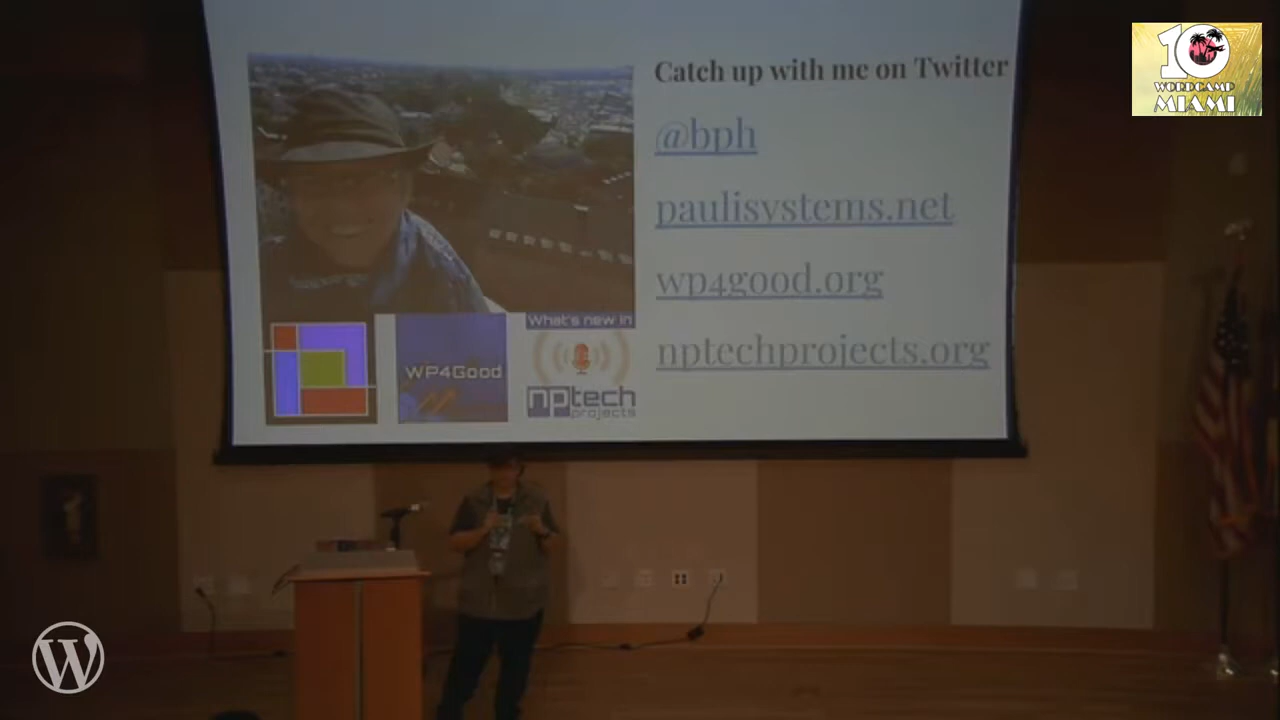 Catch up with me on Twitter
@bph
paulisystems.net
wp4good.org
nptechprojects.org
WP4Good
What's new in
nptech
projects
10
WORDCAMP
MIAMI
W